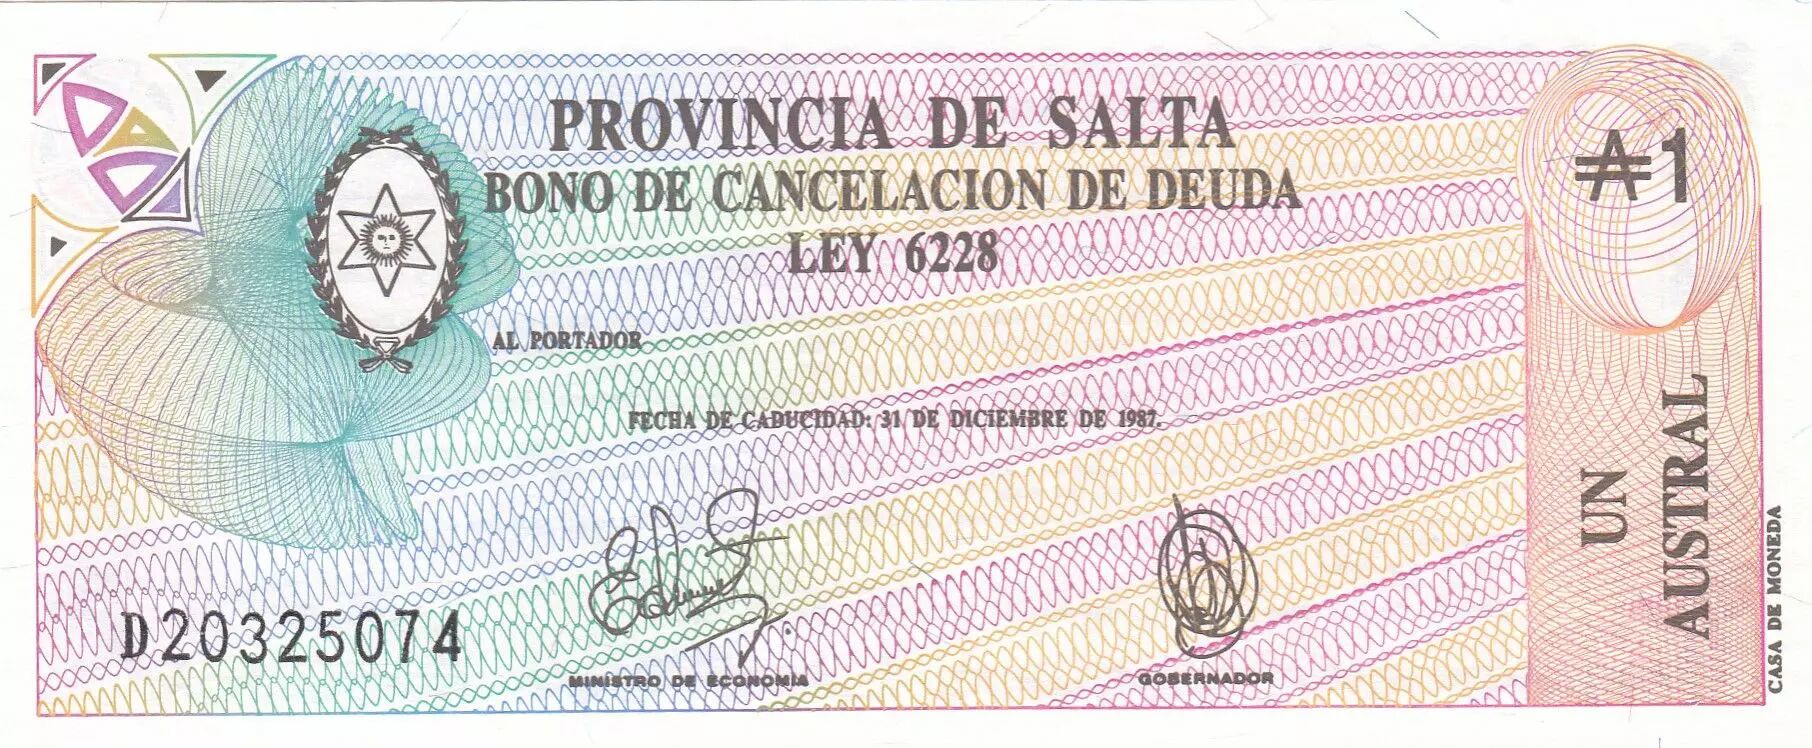 PROVINCIA DE SALTA
BONO DE CANCELACION DE DEUDA
LEY 6228
₳1
AL PORTADOR
FECHA DE CADUCIDAD: 31 DE DICIEMBRE DE 1987.
UN
AUSTRAL
D20325074
MINISTRO DE ECONOMIA
GOBERNADOR
CASA DE MONEDA